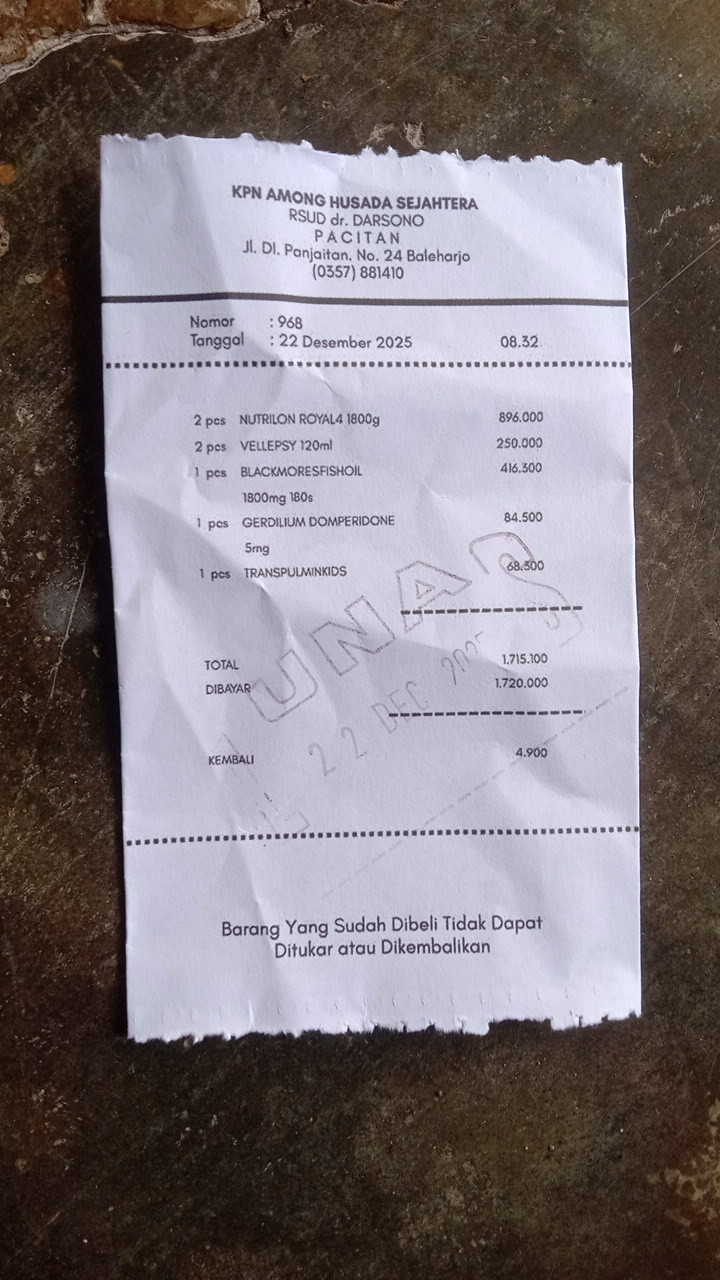 KPN AMONG HUSADA SEJAHTERA
RSUD dr. DARSONO
PACITAN
Jl. DI. Panjaitan. No. 24 Baleharjo
(0357) 881410
Nomor : 968
Tanggal : 22 Desember 2025 08.32
2 pcs NUTRILON ROYAL4 1800g 896.000
2 pcs VELLEPSY 120ml 250.000
1 pcs BLACKMORESFISHOIL 416.300
1800mg 180s
1 pcs GERDILIUM DOMPERIDONE 84.500
5mg
1 pcs TRANSPULMINKIDS 68.300
LUNAS
22 DEC 2025
TOTAL 1.715.100
DIBAYAR 1.720.000
KEMBALI 4.900
Barang Yang Sudah Dibeli Tidak Dapat
Ditukar atau Dikembalikan